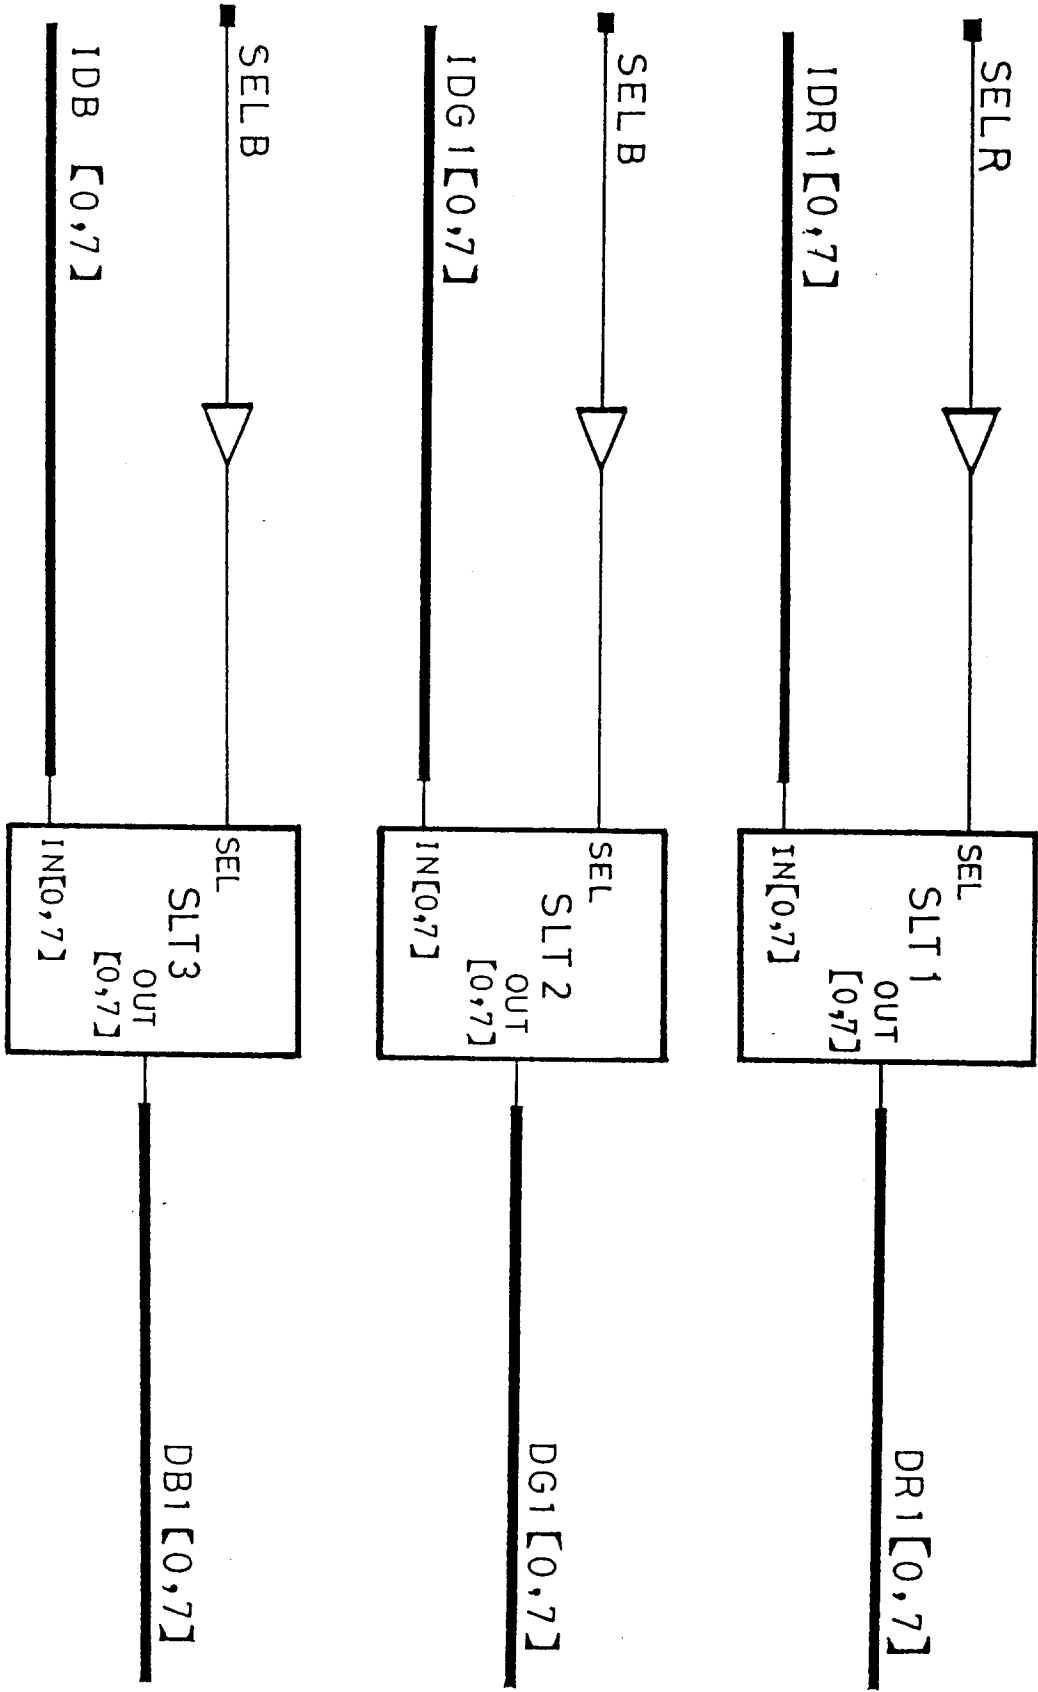 SELR
IDR1[0,7]
SEL
SLT1
IN[0,7]
OUT
[0,7]
DR1[0,7]
SELB
IDG1[0,7]
SEL
SLT2
IN[0,7]
OUT
[0,7]
DG1[0,7]
SELB
IDB [0,7]
SEL
SLT3
IN[0,7]
OUT
[0,7]
DB1[0,7]